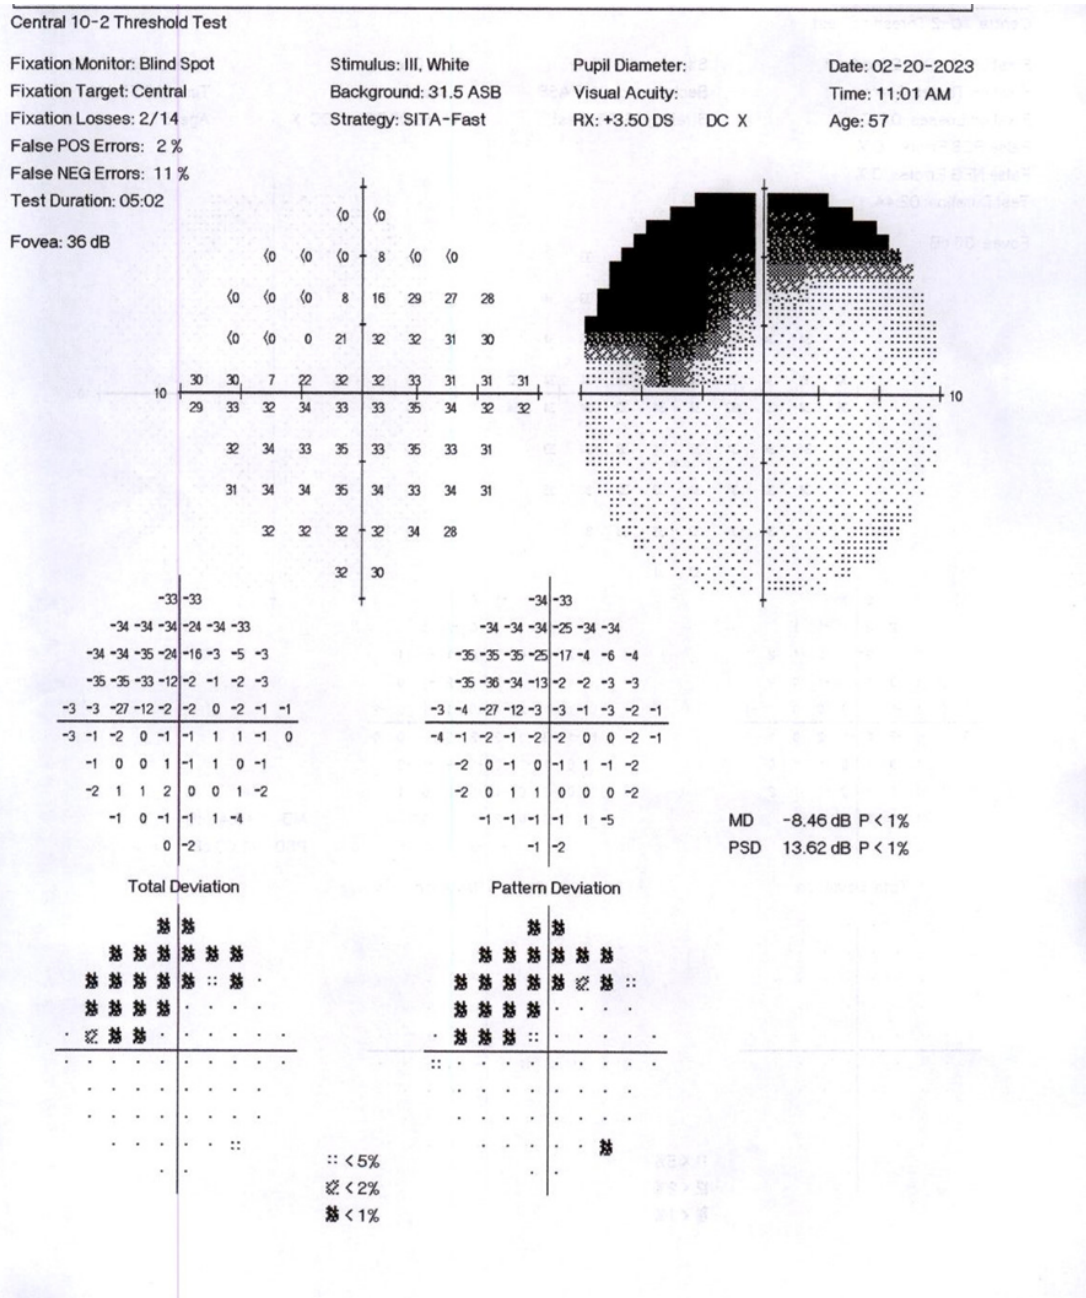 Central 10-2 Threshold Test
Fixation Monitor: Blind Spot
Fixation Target: Central
Fixation Losses: 2/14
False POS Errors: 2 %
False NEG Errors: 11 %
Test Duration: 05:02
Fovea: 36 dB
Stimulus: III, White
Background: 31.5 ASB
Strategy: SITA-Fast
Pupil Diameter:
Visual Acuity:
RX: +3.50 DS DC X
Date: 02-20-2023
Time: 11:01 AM
Age: 57
⟨0 ⟨0
⟨0 ⟨0 ⟨0 8 ⟨0 ⟨0
⟨0 ⟨0 ⟨0 8 16 29 27 28
⟨0 ⟨0 0 21 32 32 31 30
30 30 7 22 32 32 33 31 31 31
10
29 33 32 34 33 33 35 34 32 32
32 34 33 35 33 35 33 31
31 34 34 35 34 33 34 31
32 32 32 32 34 28
32 30
10
-33 -33
-34 -34 -34 -24 -34 -33
-34 -34 -35 -24 -16 -3 -5 -3
-35 -35 -33 -12 -2 -1 -2 -3
-3 -3 -27 -12 -2 -2 0 -2 -1 -1
-3 -1 -2 0 -1 -1 1 1 -1 0
-1 0 0 1 -1 1 0 -1
-2 1 1 2 0 0 1 -2
-1 0 -1 -1 1 -4
0 -2
Total Deviation
-34 -33
-34 -34 -34 -25 -34 -34
-35 -35 -35 -25 -17 -4 -6 -4
-35 -36 -34 -13 -2 -2 -3 -3
-3 -4 -27 -12 -3 -3 -1 -3 -2 -1
-4 -1 -2 -1 -2 -2 0 0 -2 -1
-2 0 -1 0 -1 1 -1 -2
-2 0 1 1 0 0 0 -2
-1 -1 -1 -1 1 -5
-1 -2
Pattern Deviation
MD -8.46 dB P < 1%
PSD 13.62 dB P < 1%
< 5%
< 2%
< 1%